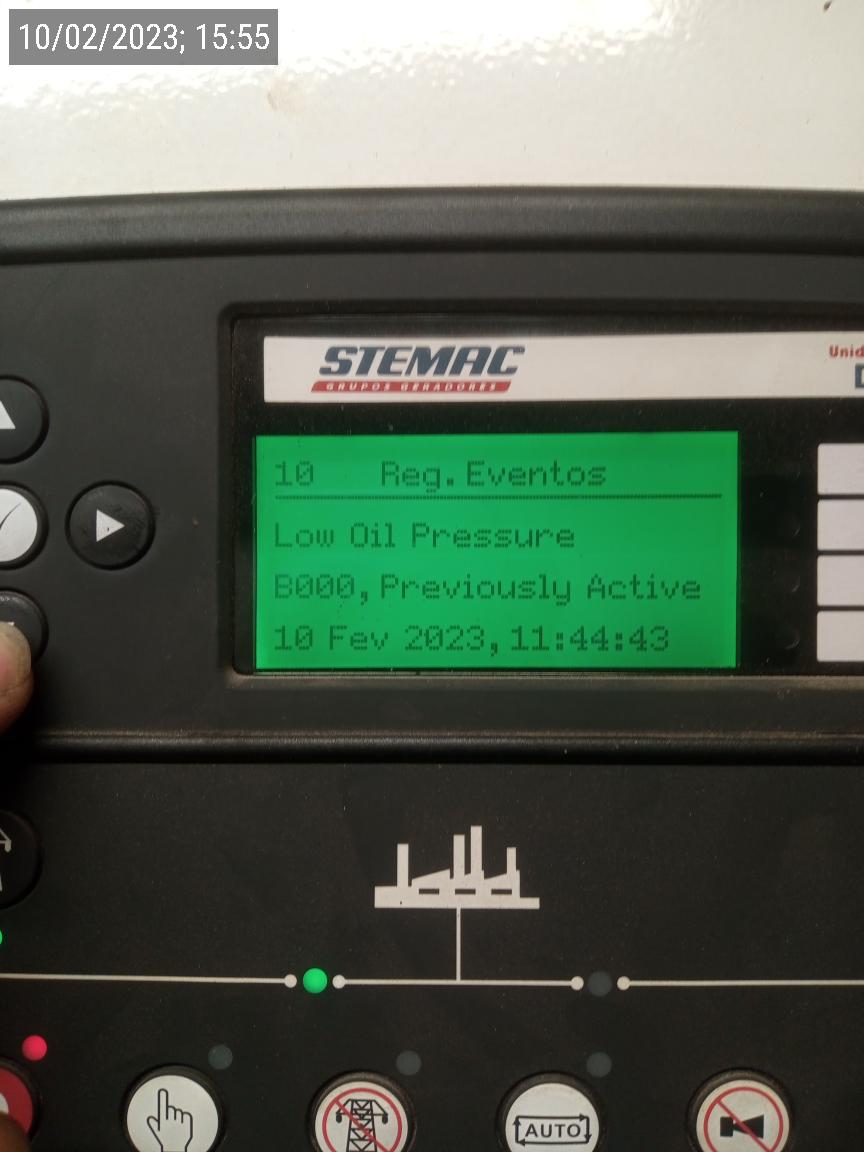 10/02/2023; 15:55
STEMAC
GRUPOS GERADORES
Unid
10 Reg. Eventos
Low Oil Pressure
B000, Previously Active
10 Fev 2023, 11:44:43
AUTO